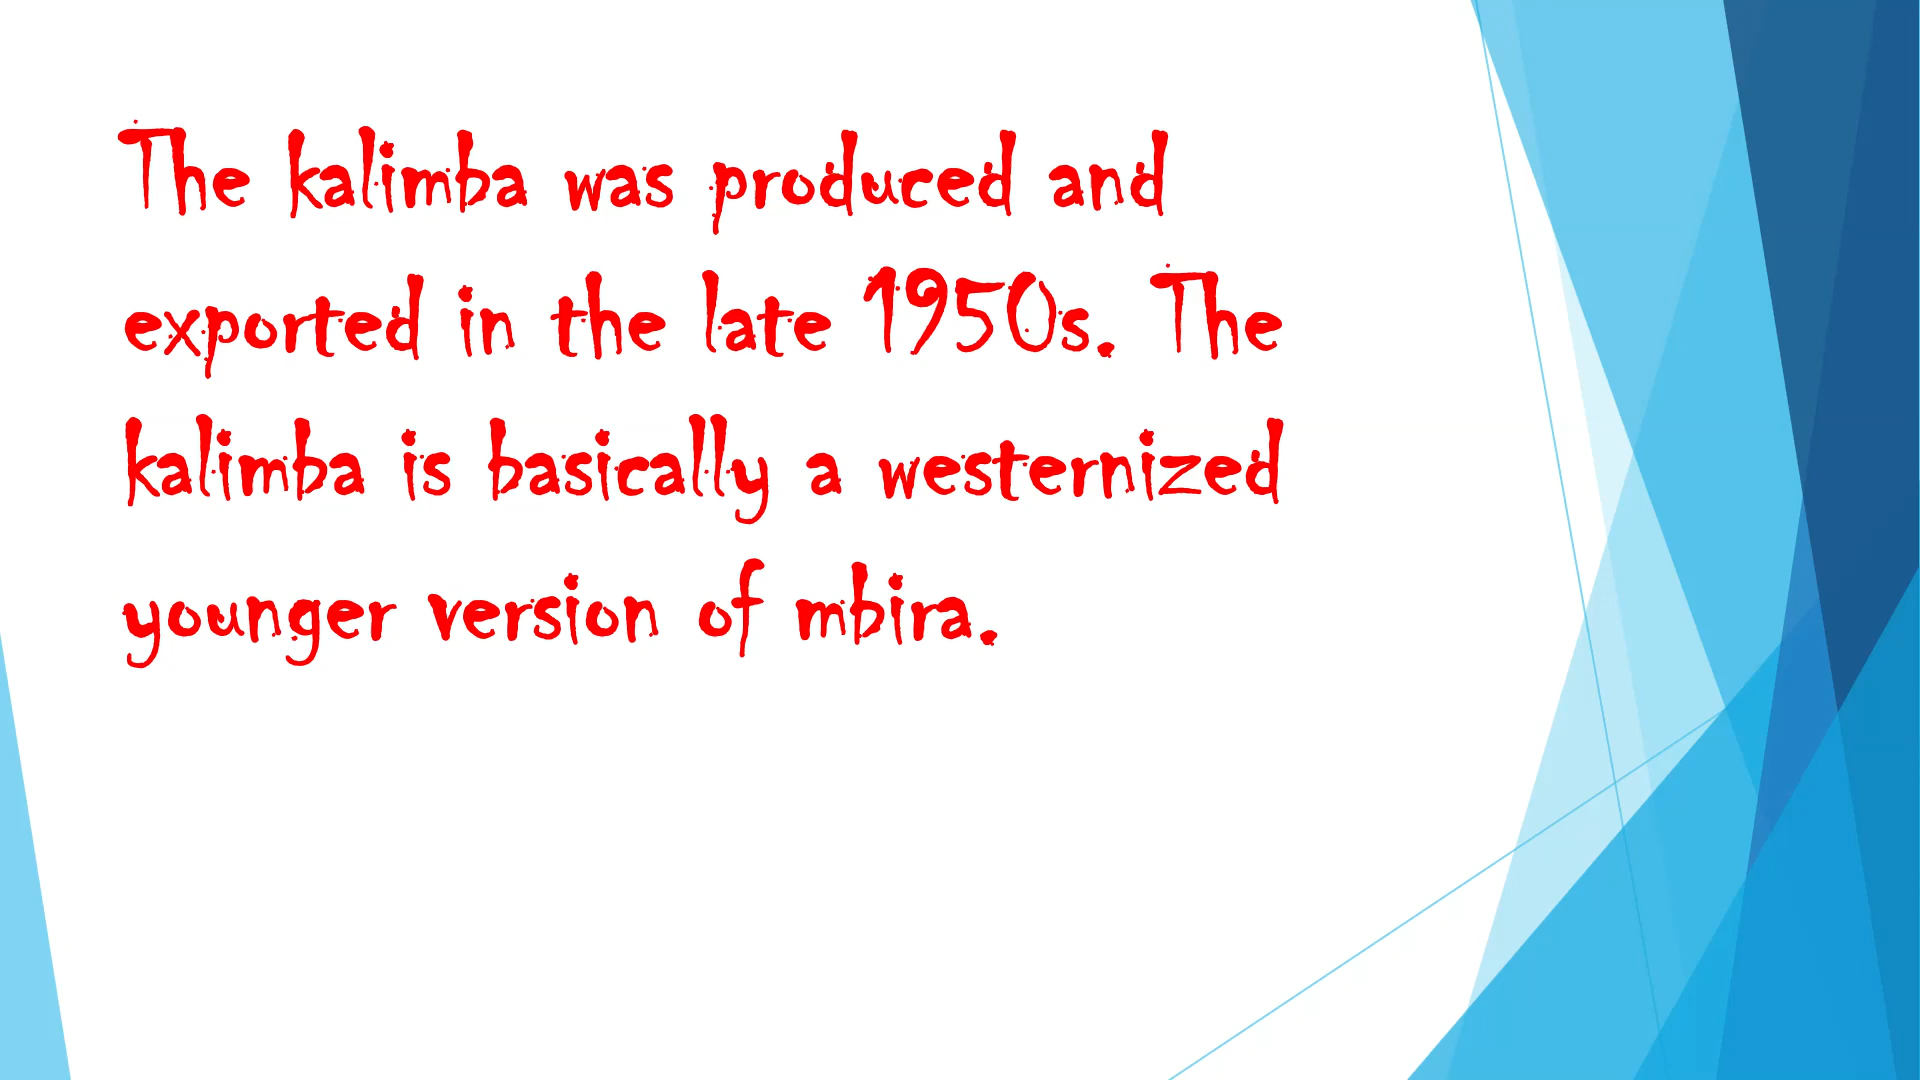 The kalimba was produced and
exported in the late 1950s. The
kalimba is basically a westernized
younger version of mbira.